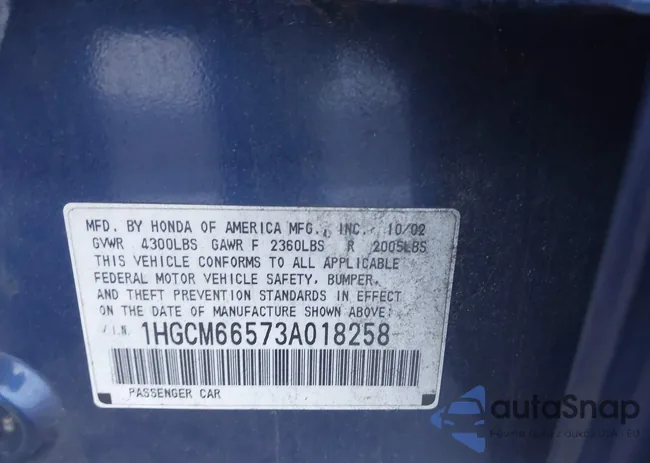 MFD. BY HONDA OF AMERICA MFG., INC. 10/02
GVWR 4300LBS GAWR F 2360LBS R 2005LBS
THIS VEHICLE CONFORMS TO ALL APPLICABLE
FEDERAL MOTOR VEHICLE SAFETY, BUMPER,
AND THEFT PREVENTION STANDARDS IN EFFECT
ON THE DATE OF MANUFACTURE SHOWN ABOVE:
V.I.N. 1HGCM66573A018258
PASSENGER CAR
autaSnap